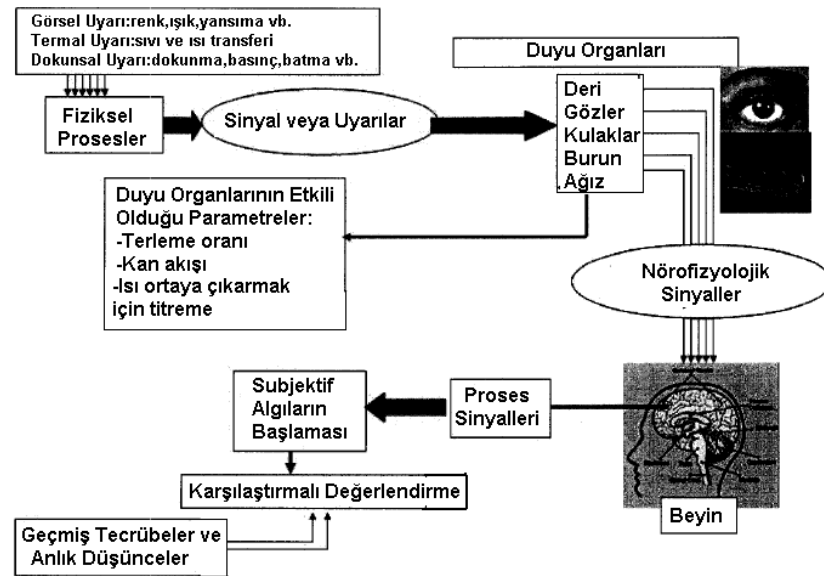 Görsel Uyarı:renk,ışık,yansıma vb.
Termal Uyarı:sıvı ve ısı transferi
Dokunsal Uyarı:dokunma,basınç,batma vb.
Duyu Organları
Fiziksel
Prosesler
Sinyal veya Uyarılar
Deri
Gözler
Kulaklar
Burun
Ağız
Duyu Organlarının Etkili
Olduğu Parametreler:
-Terleme oranı
-Kan akışı
-Isı ortaya çıkarmak
için titreme
Nörofizyolojik
Sinyaller
Subjektif
Algıların
Başlaması
Proses
Sinyalleri
Karşılaştırmalı Değerlendirme
Beyin
Geçmiş Tecrübeler ve
Anlık Düşünceler